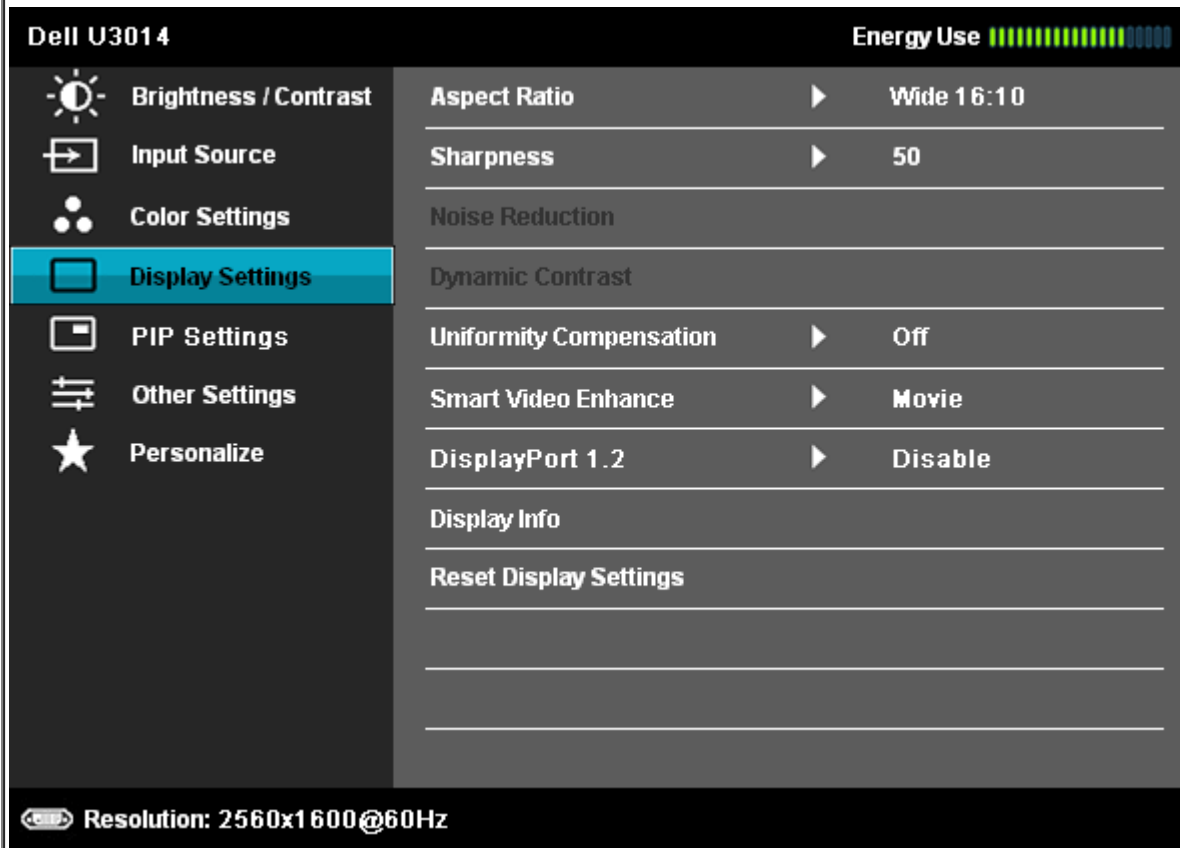 Dell U3014 Energy Use
Brightness / Contrast Aspect Ratio Wide 16:10
Input Source Sharpness 50
Color Settings Noise Reduction
Display Settings Dynamic Contrast
PIP Settings Uniformity Compensation Off
Other Settings Smart Video Enhance Movie
Personalize DisplayPort 1.2 Disable
Display Info
Reset Display Settings
Resolution: 2560x1600@60Hz